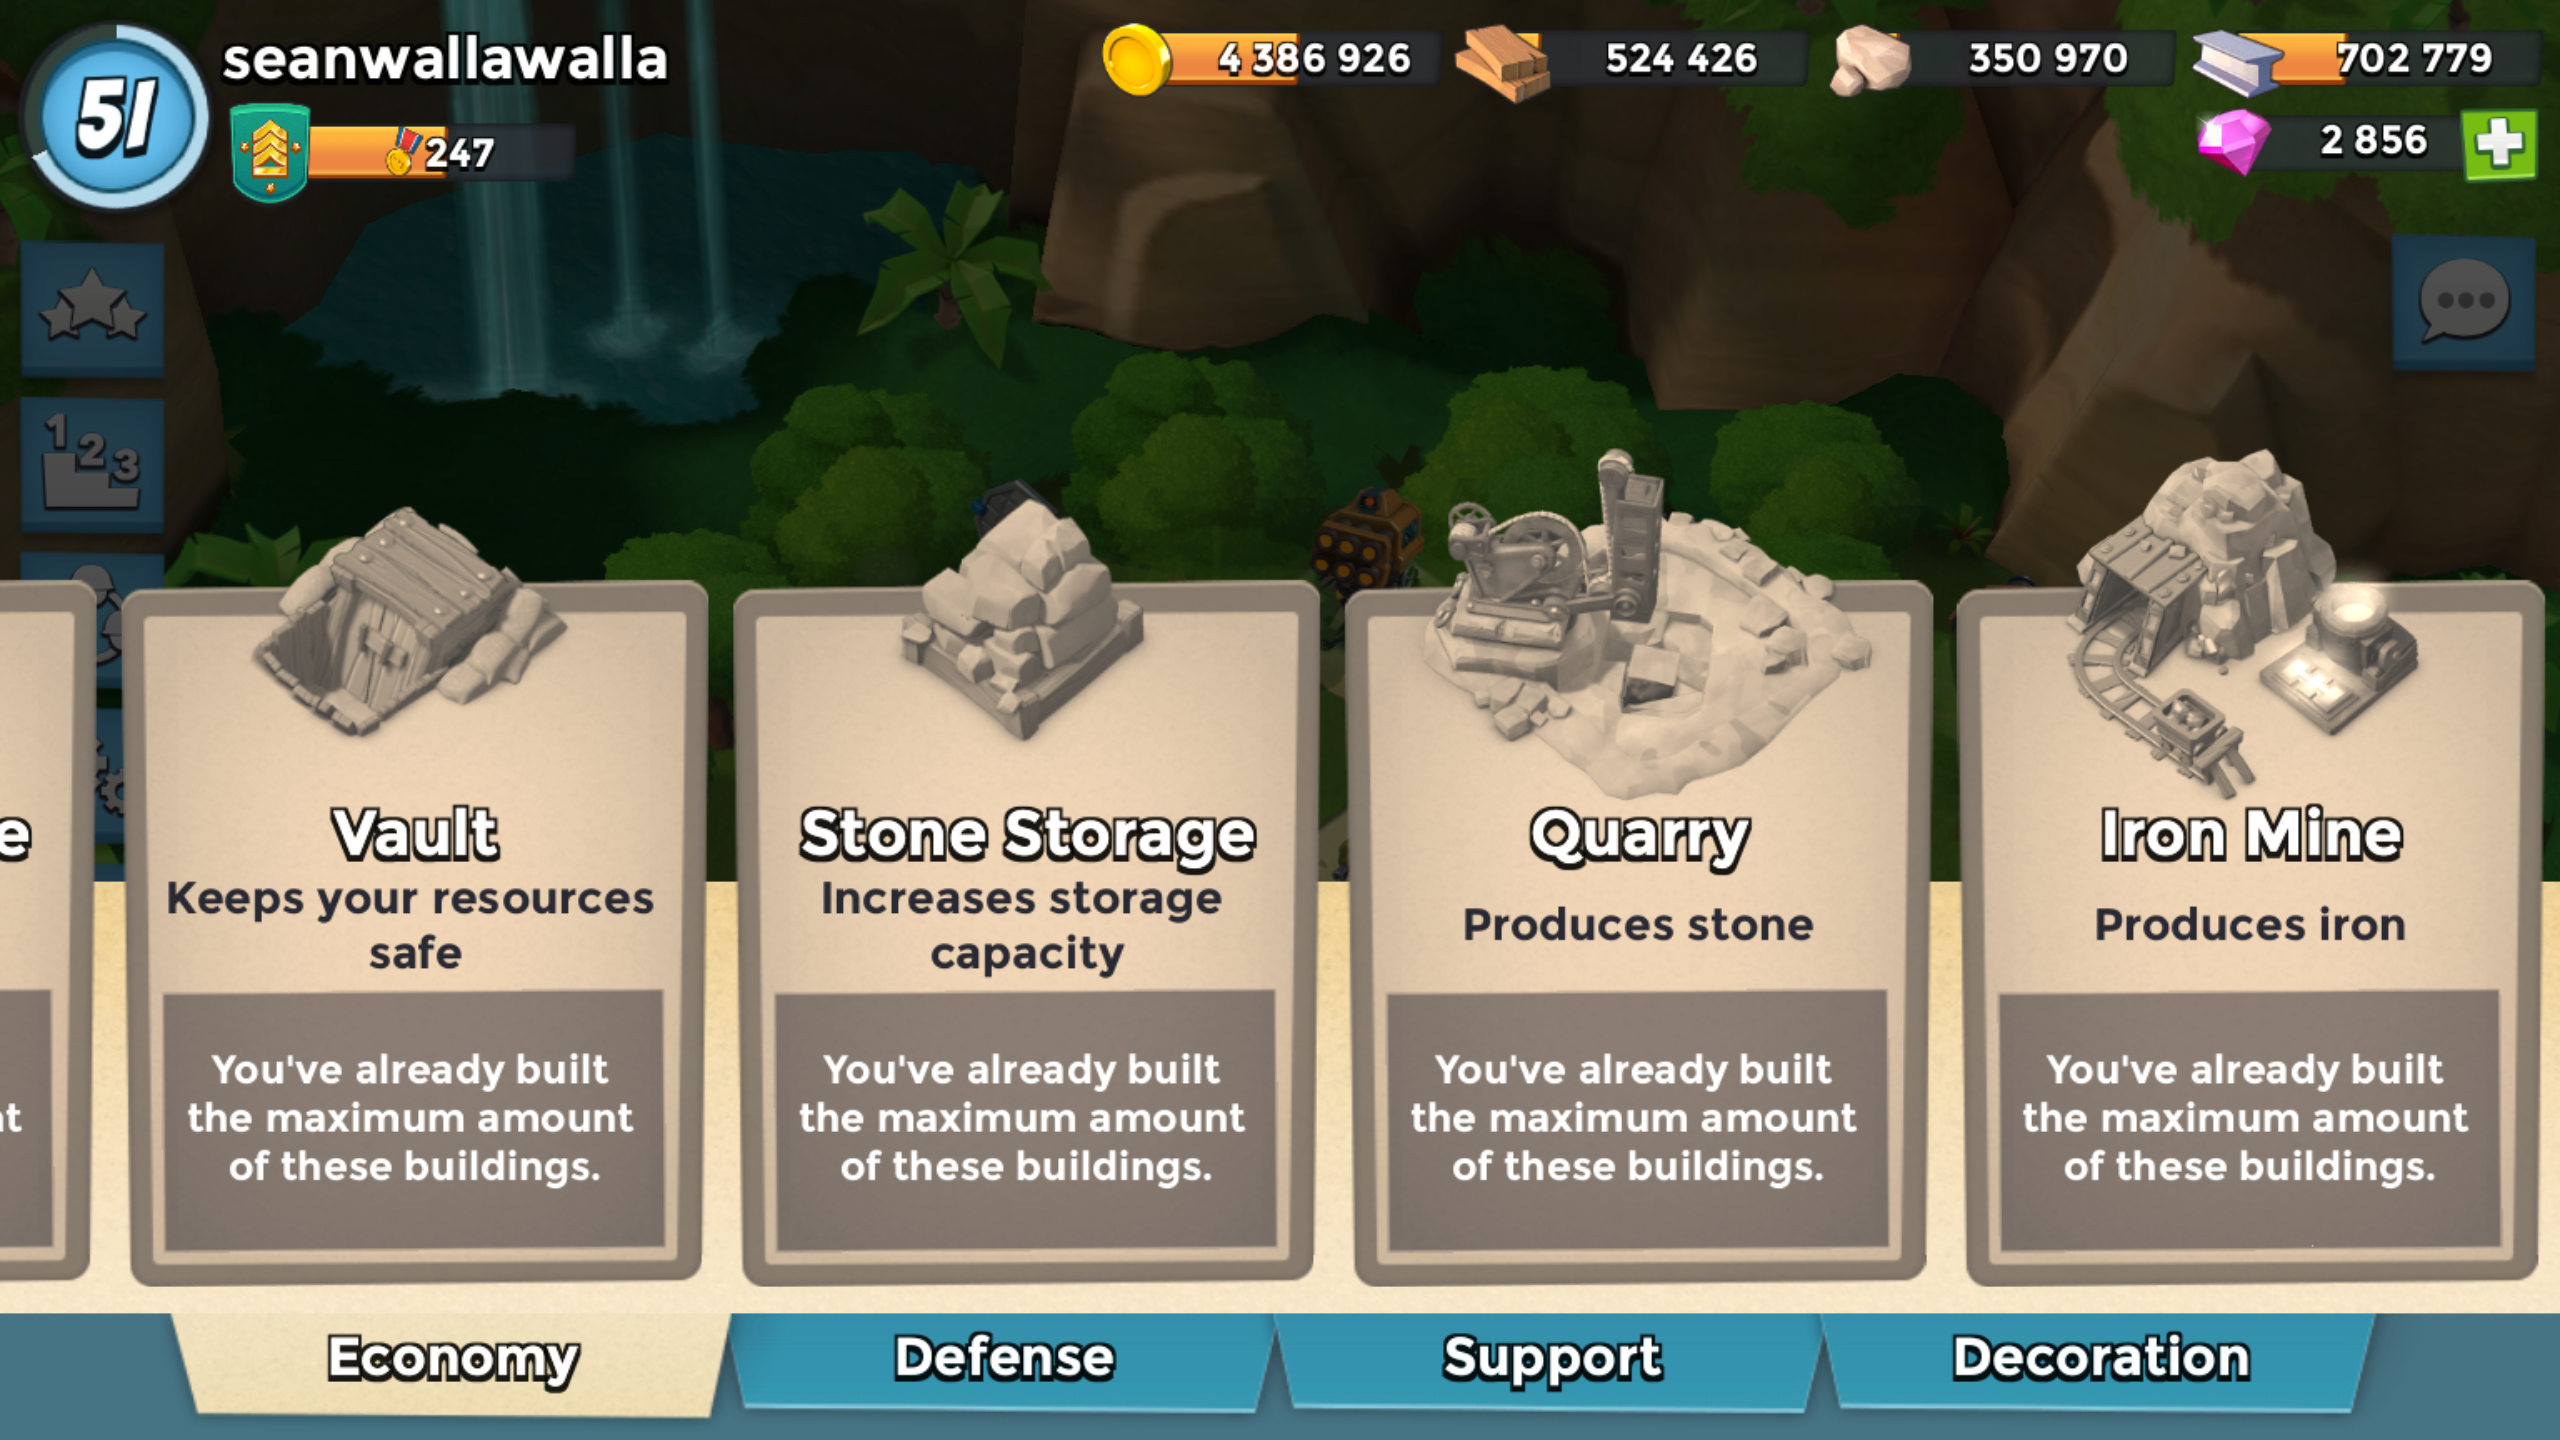 51
seanwallawalla
247
4 386 926
524 426
350 970
702 779
2 856
1 2 3
e
Vault
Keeps your resources
safe
You've already built
the maximum amount
of these buildings.
Stone Storage
Increases storage
capacity
You've already built
the maximum amount
of these buildings.
Quarry
Produces stone
You've already built
the maximum amount
of these buildings.
Iron Mine
Produces iron
You've already built
the maximum amount
of these buildings.
Economy
Defense
Support
Decoration